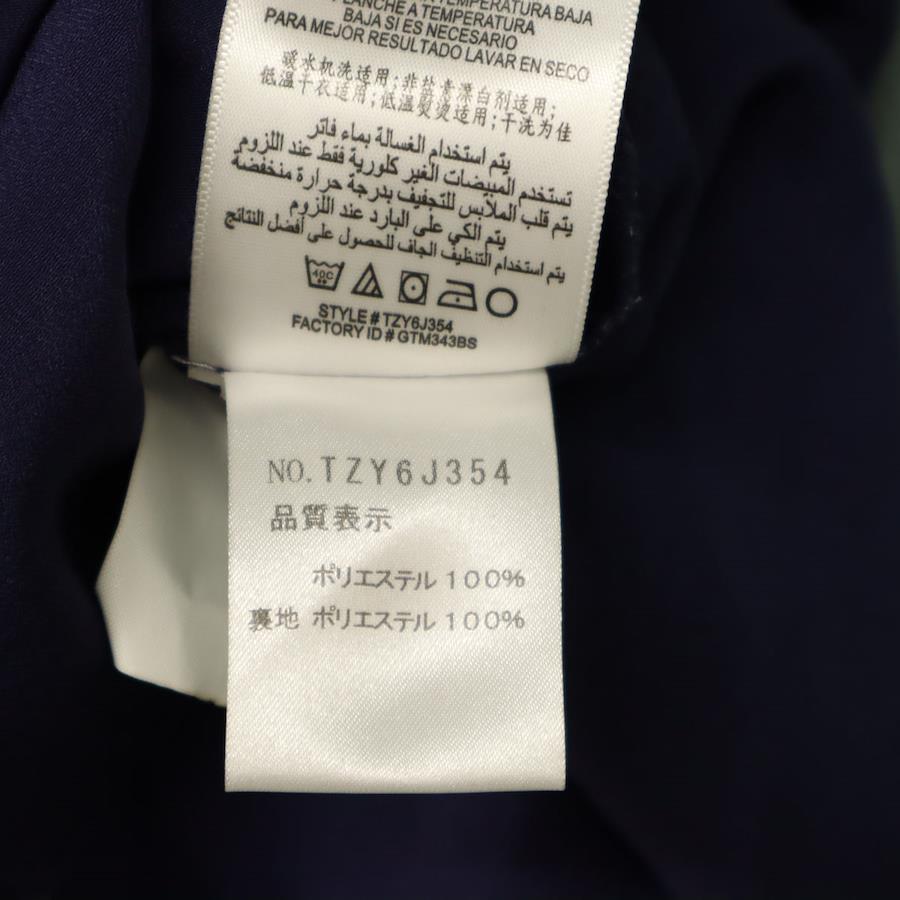 TEMPERATURA BAJA
PLANCHE A TEMPERATURA
BAJA SI ES NECESARIO
PARA MEJOR RESULTADO LAVAR EN SECO
暖水机洗适用;非盐青漂白剂适用;
低温干衣适用;低温熨烫适用;干洗为佳
يتم استخدام الغسالة بماء فاتر
تستخدم المبيضات الغير كلورية فقط عند اللزوم
يتم قلب الملابس للتجفيف بدرجة حرارة منخفضة
يتم الكي على البارد عند اللزوم
يتم استخدام التنظيف الجاف للحصول على أفضل النتائج
40C
STYLE # TZY6J354
FACTORY ID # GTM343BS
NO. TZY6J354
品質表示
ポリエステル 100%
裏地 ポリエステル 100%